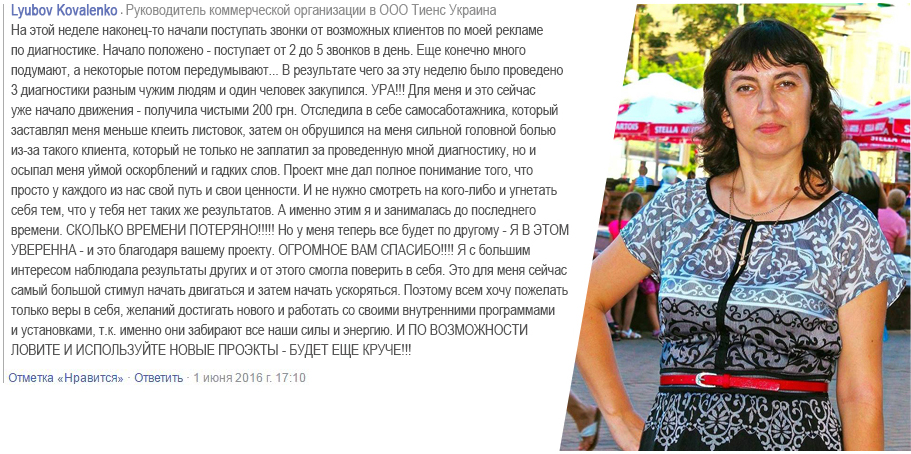 Lyubov Kovalenko · Руководитель коммерческой организации в ООО Тиенс Украина
На этой неделе наконец-то начали поступать звонки от возможных клиентов по моей рекламе
по диагностике. Начало положено - поступает от 2 до 5 звонков в день. Еще конечно много
подумают, а некоторые потом передумывают... В результате чего за эту неделю было проведено
3 диагностики разным чужим людям и один человек закупился. УРА!!! Для меня и это сейчас
уже начало движения - получила чистыми 200 грн. Отследила в себе самосаботажника, который
заставлял меня меньше клеить листовок, затем он обрушился на меня сильной головной болью
из-за такого клиента, который не только не заплатил за проведенную мной диагностику, но и
осыпал меня уймой оскорблений и гадких слов. Проект мне дал полное понимание того, что
просто у каждого из нас свой путь и свои ценности. И не нужно смотреть на кого-либо и угнетать
себя тем, что у тебя нет таких же результатов. А именно этим я и занималась до последнего
времени. СКОЛЬКО ВРЕМЕНИ ПОТЕРЯНО!!!!! Но у меня теперь все будет по другому - Я В ЭТОМ
УВЕРЕННА - и это благодаря вашему проекту. ОГРОМНОЕ ВАМ СПАСИБО!!!! Я с большим
интересом наблюдала результаты других и от этого смогла поверить в себя. Это для меня сейчас
самый большой стимул начать двигаться и затем начать ускоряться. Поэтому всем хочу пожелать
только веры в себя, желаний достигать нового и работать со своими внутренними программами
и установками, т.к. именно они забирают все наши силы и энергию. И ПО ВОЗМОЖНОСТИ
ЛОВИТЕ И ИСПОЛЬЗУЙТЕ НОВЫЕ ПРОЭКТЫ - БУДЕТ ЕЩЕ КРУЧЕ!!!
Отметка «Нравится» · Ответить · 1 июня 2016 г. 17:10
ARTOIS
STELLA ARTOIS